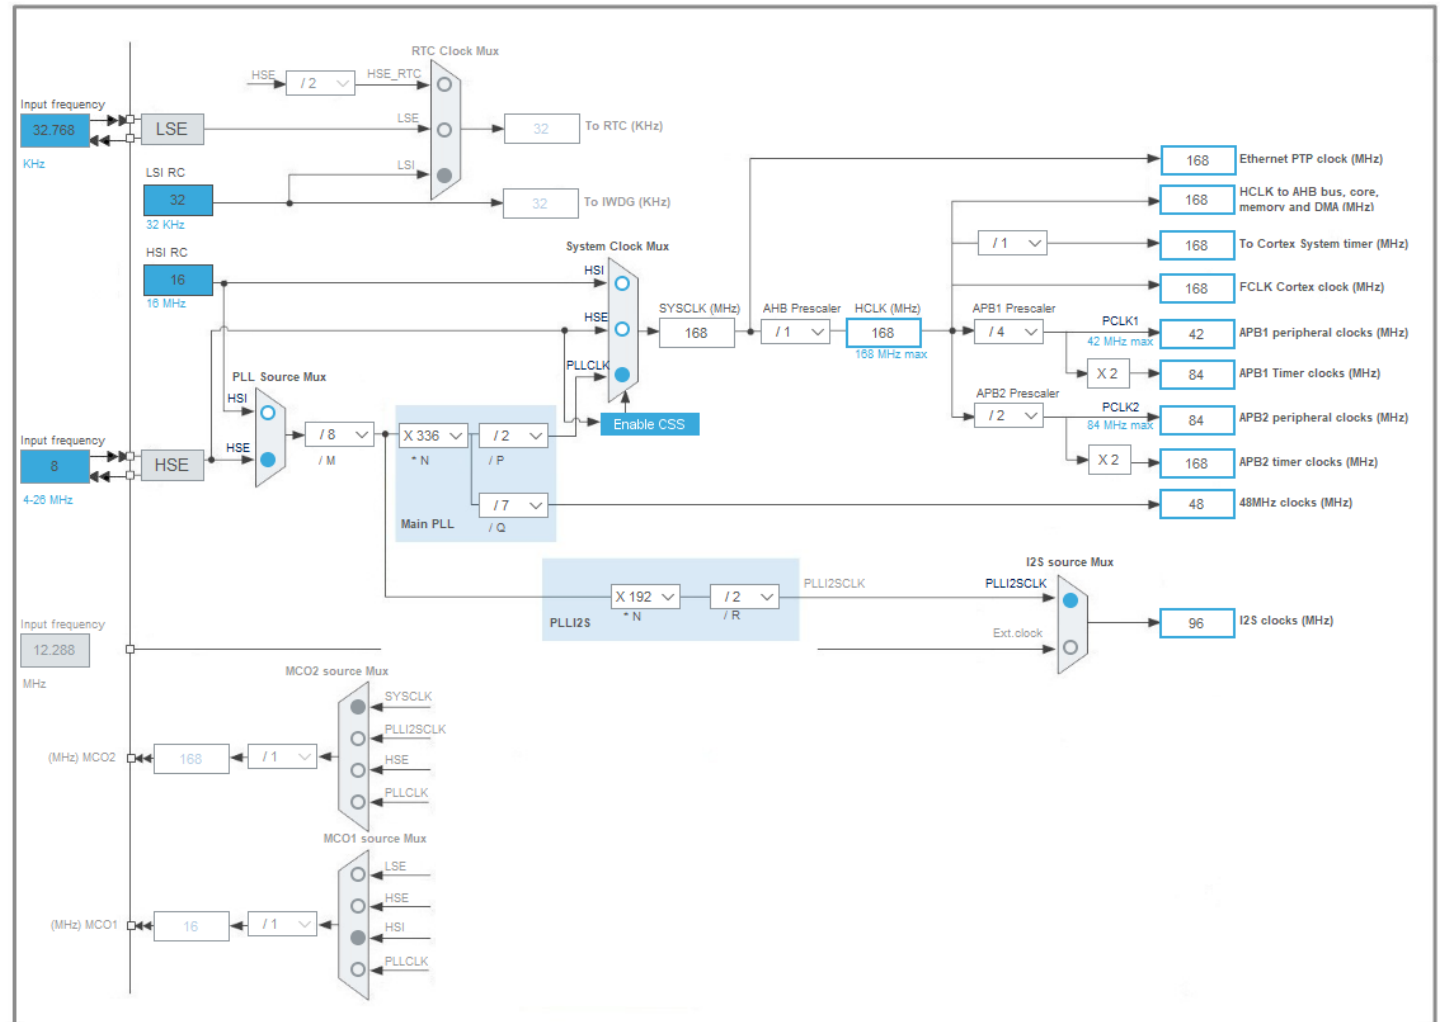 RTC Clock Mux
HSE
/ 2
HSE_RTC
Input frequency
32.768
KHz
LSE
LSE
32
To RTC (KHz)
LSI RC
32
32 KHz
LSI
32
To IWDG (KHz)
168
Ethernet PTP clock (MHz)
168
HCLK to AHB bus, core,
memory and DMA (MHz)
/ 1
168
To Cortex System timer (MHz)
168
FCLK Cortex clock (MHz)
HSI RC
16
16 MHz
System Clock Mux
HSI
HSE
PLLCLK
SYSCLK (MHz)
168
AHB Prescaler
/ 1
HCLK (MHz)
168
168 MHz max
APB1 Prescaler
/ 4
PCLK1
42 MHz max
42
APB1 peripheral clocks (MHz)
X 2
84
APB1 Timer clocks (MHz)
APB2 Prescaler
/ 2
PCLK2
84 MHz max
84
APB2 peripheral clocks (MHz)
X 2
168
APB2 timer clocks (MHz)
Enable CSS
PLL Source Mux
HSI
HSE
Input frequency
8
4-26 MHz
HSE
/ 8
/ M
X 336
* N
/ 2
/ P
/ 7
/ Q
Main PLL
48
48MHz clocks (MHz)
PLLI2S
X 192
* N
/ 2
/ R
PLLI2SCLK
I2S source Mux
PLLI2SCLK
Ext.clock
96
I2S clocks (MHz)
Input frequency
12.288
MHz
MCO2 source Mux
SYSCLK
PLLI2SCLK
HSE
PLLCLK
(MHz) MCO2
168
/ 1
MCO1 source Mux
LSE
HSE
HSI
PLLCLK
(MHz) MCO1
16
/ 1